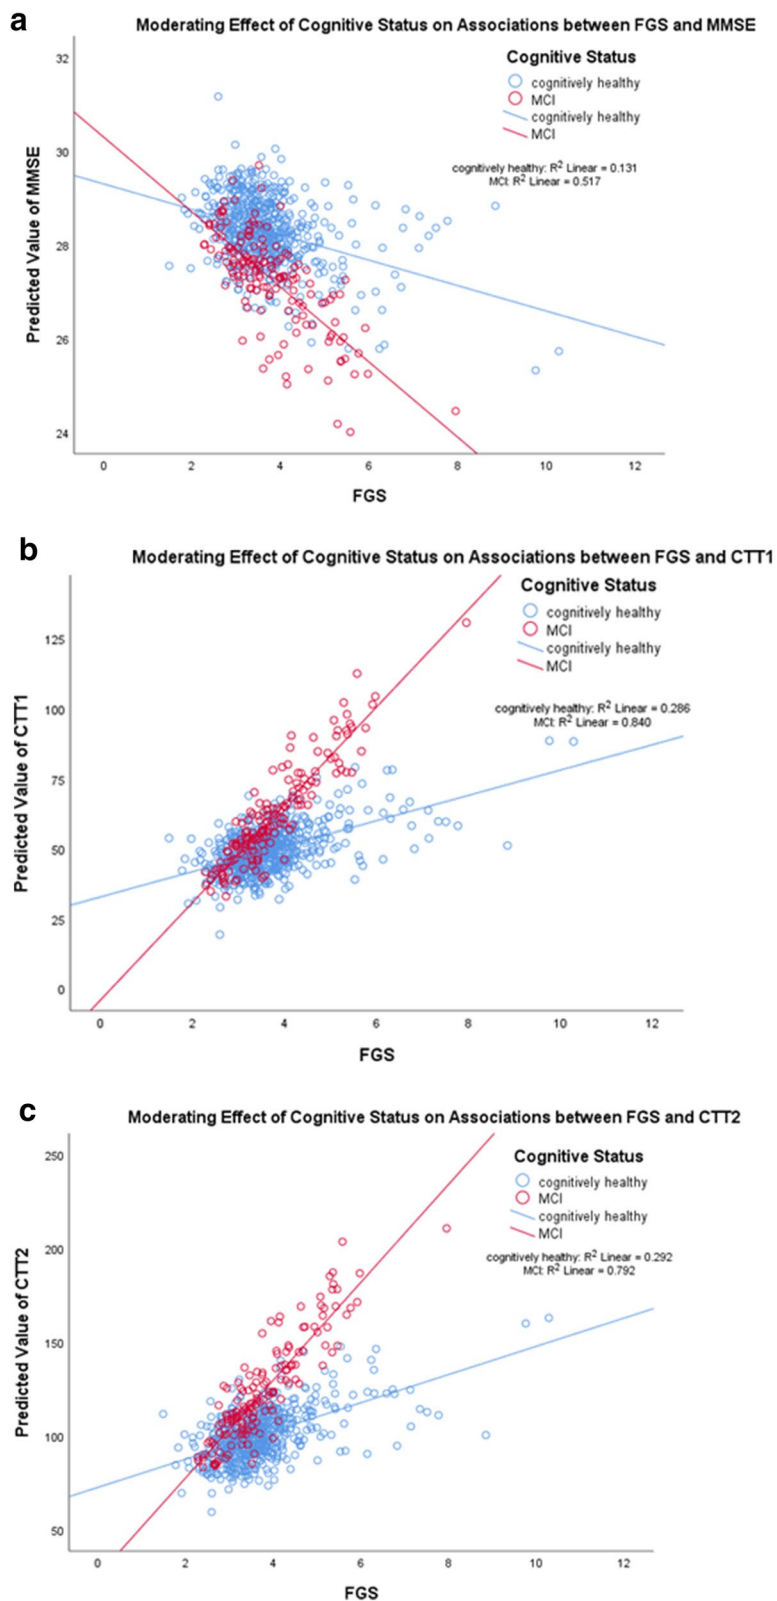 a
Moderating Effect of Cognitive Status on Associations between FGS and MMSE
Cognitive Status
cognitively healthy
MCI
cognitively healthy
MCI
cognitively healthy: R2 Linear = 0.131
MCI: R2 Linear = 0.517
Predicted Value of MMSE
32
30
28
26
24
0 2 4 6 8 10 12
FGS
b
Moderating Effect of Cognitive Status on Associations between FGS and CTT1
Cognitive Status
cognitively healthy
MCI
cognitively healthy
MCI
cognitively healthy: R2 Linear = 0.286
MCI: R2 Linear = 0.840
Predicted Value of CTT1
125
100
75
50
25
0
0 2 4 6 8 10 12
FGS
c
Moderating Effect of Cognitive Status on Associations between FGS and CTT2
Cognitive Status
cognitively healthy
MCI
cognitively healthy
MCI
cognitively healthy: R2 Linear = 0.292
MCI: R2 Linear = 0.792
Predicted Value of CTT2
250
200
150
100
50
0 2 4 6 8 10 12
FGS